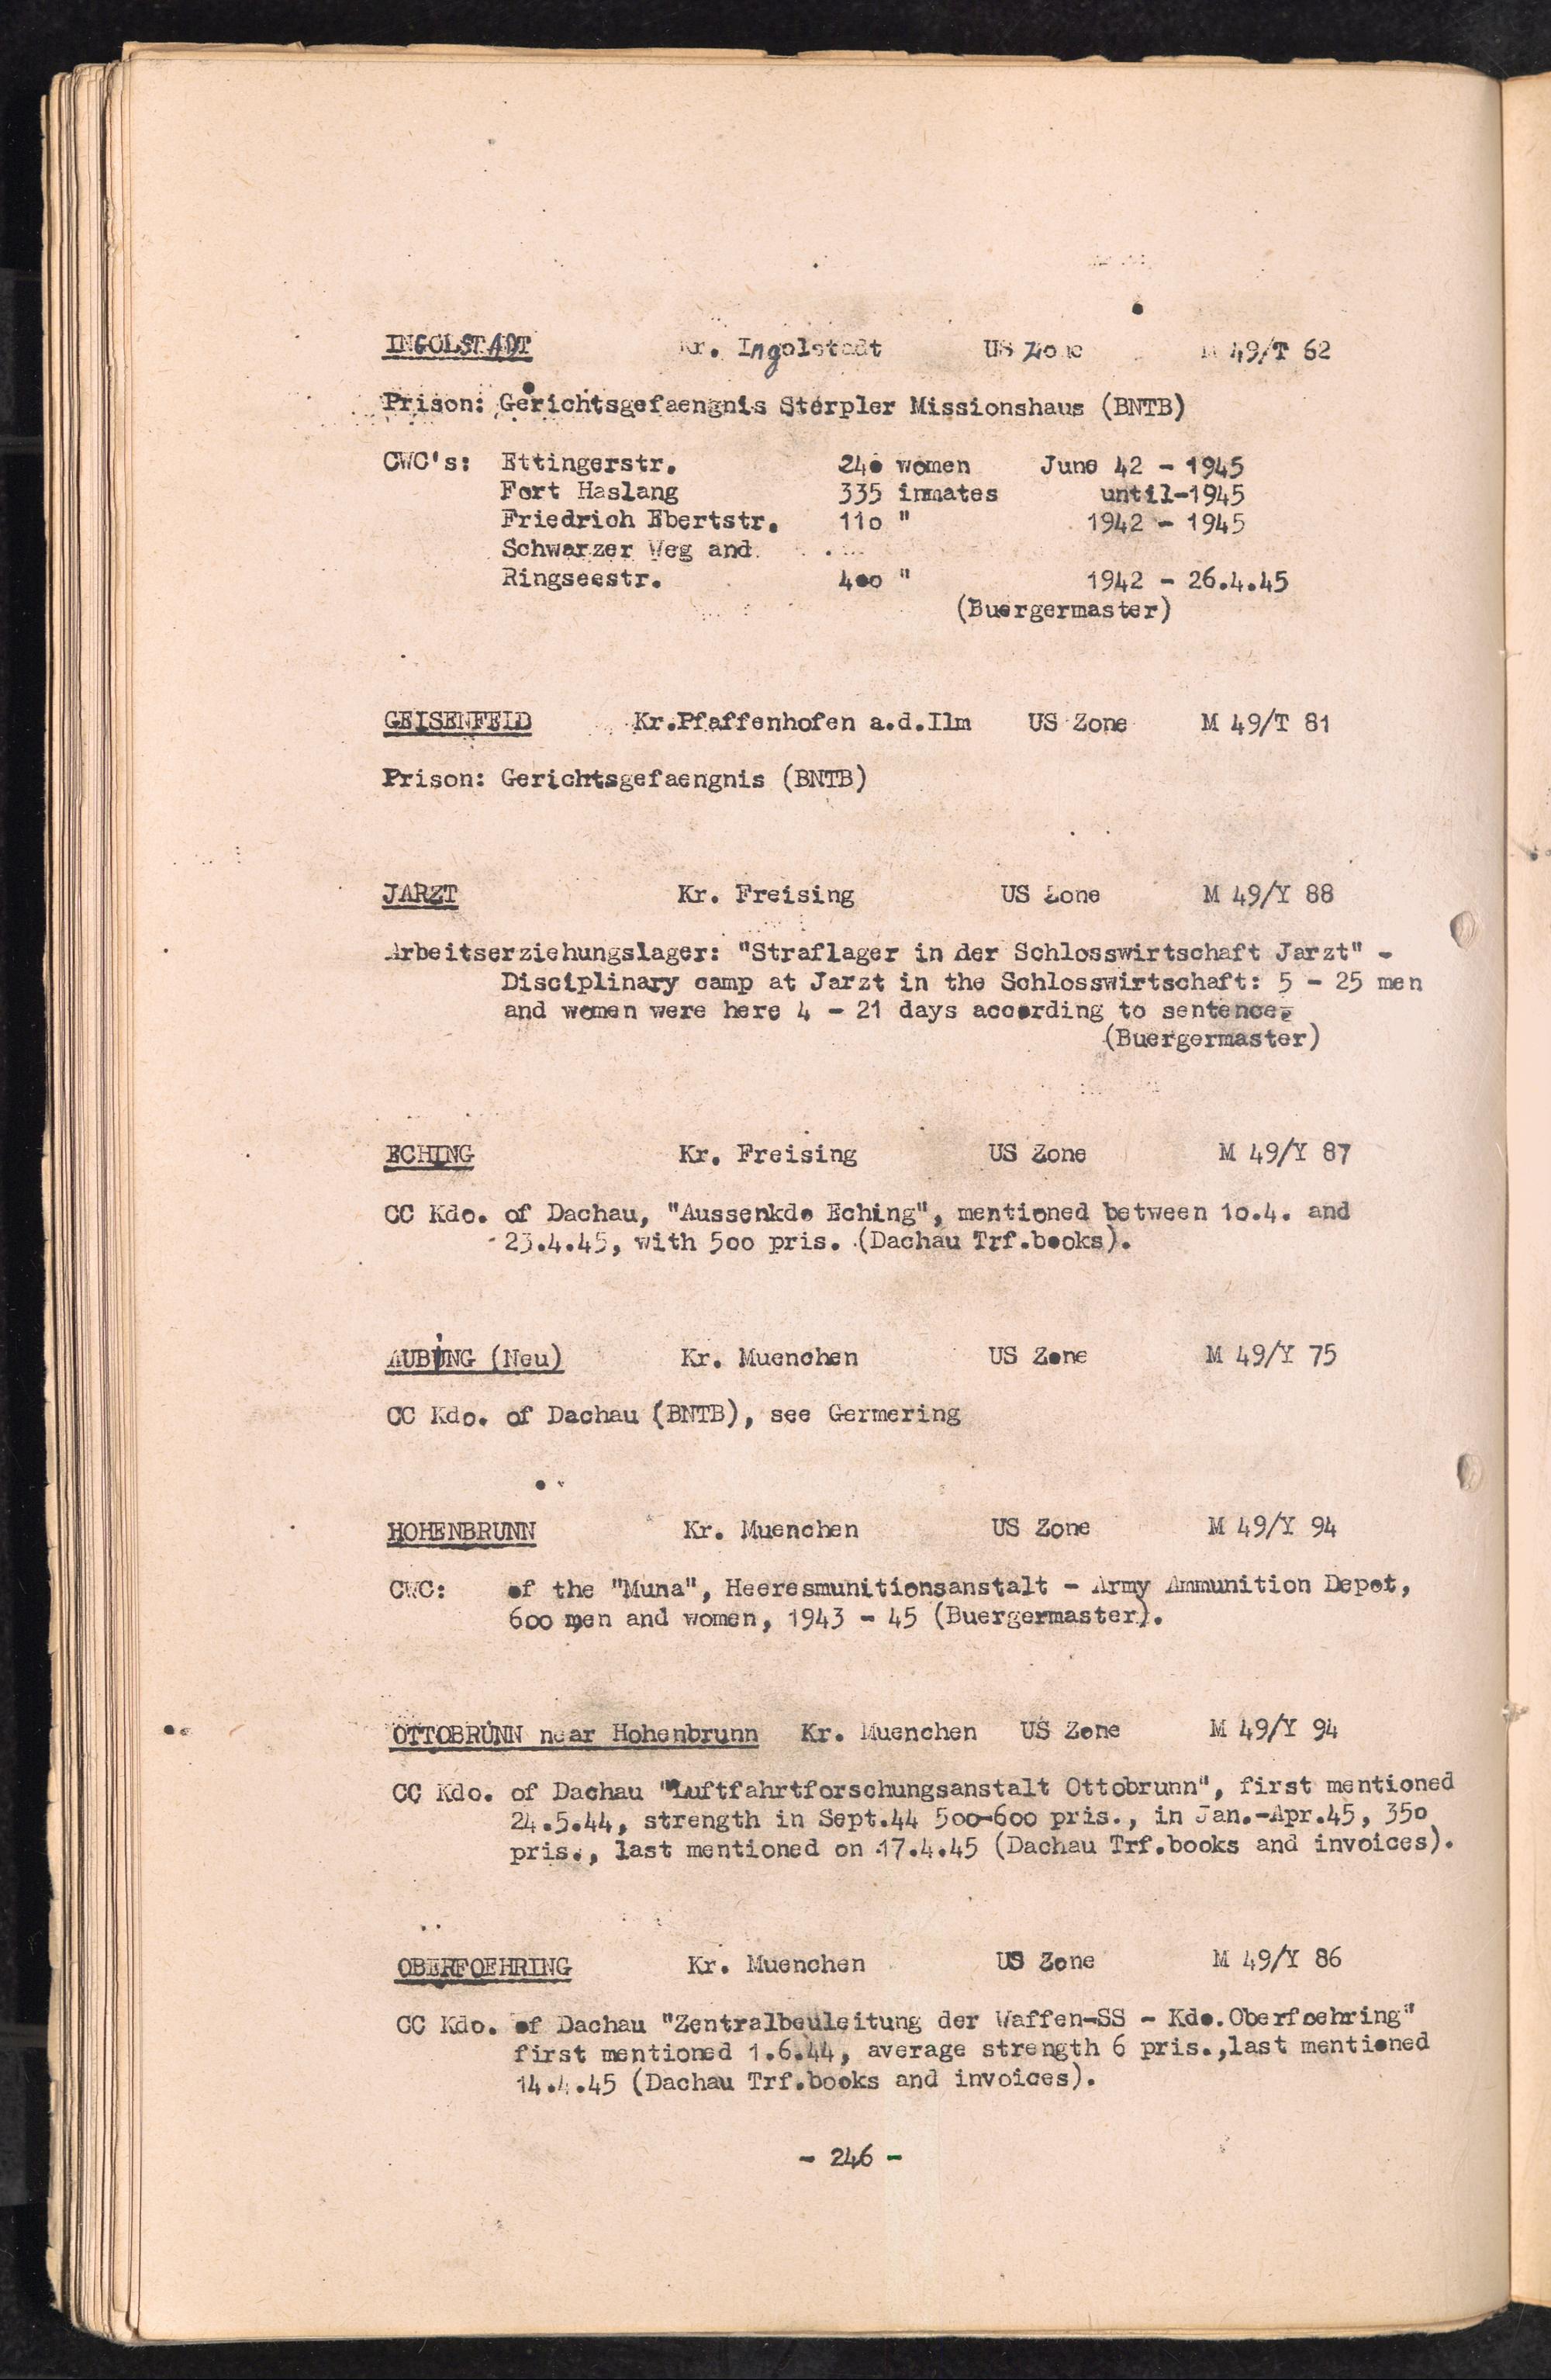 INGOLSTADT Kr. Ingolstadt US Zone M 49/T 62
Prison: Gerichtsgefaengnis Sterpler Missionshaus (BNTB)
CWC's: Ettingerstr. 240 women June 42 - 1945
Fort Haslang 335 inmates until-1945
Friedrich Ebertstr. 110 " 1942 - 1945
Schwarzer Weg and
Ringseestr. 400 " 1942 - 26.4.45
(Buergermaster)
GEISENFELD Kr.Pfaffenhofen a.d.Ilm US Zone M 49/T 81
Prison: Gerichtsgefaengnis (BNTB)
JARZT Kr. Freising US Zone M 49/Y 88
Arbeitserziehungslager: "Straflager in der Schlosswirtschaft Jarzt" -
Disciplinary camp at Jarzt in the Schlosswirtschaft: 5 - 25 men
and women were here 4 - 21 days according to sentence.
(Buergermaster)
ECHING Kr. Freising US Zone M 49/Y 87
CC Kdo. of Dachau, "Aussenkdo Eching", mentioned between 10.4. and
23.4.45, with 500 pris. (Dachau Trf.books).
AUBING (Neu) Kr. Muenchen US Zone M 49/Y 75
CC Kdo. of Dachau (BNTB), see Germering
HOHENBRUNN Kr. Muenchen US Zone M 49/Y 94
CWC: of the "Muna", Heeresmunitionsanstalt - Army Ammunition Depot,
600 men and women, 1943 - 45 (Buergermaster).
OTTOBRUNN near Hohenbrunn Kr. Muenchen US Zone M 49/Y 94
CC Kdo. of Dachau "Luftfahrtforschungsanstalt Ottobrunn", first mentioned
24.5.44, strength in Sept.44 500-600 pris., in Jan.-Apr.45, 350
pris., last mentioned on 17.4.45 (Dachau Trf.books and invoices).
OBERFOEHRING Kr. Muenchen US Zone M 49/Y 86
CC Kdo. of Dachau "Zentralbeuleitung der Waffen-SS - Kdo.Oberfoehring"
first mentioned 1.6.44, average strength 6 pris.,last mentioned
14.4.45 (Dachau Trf.books and invoices).
- 246 -